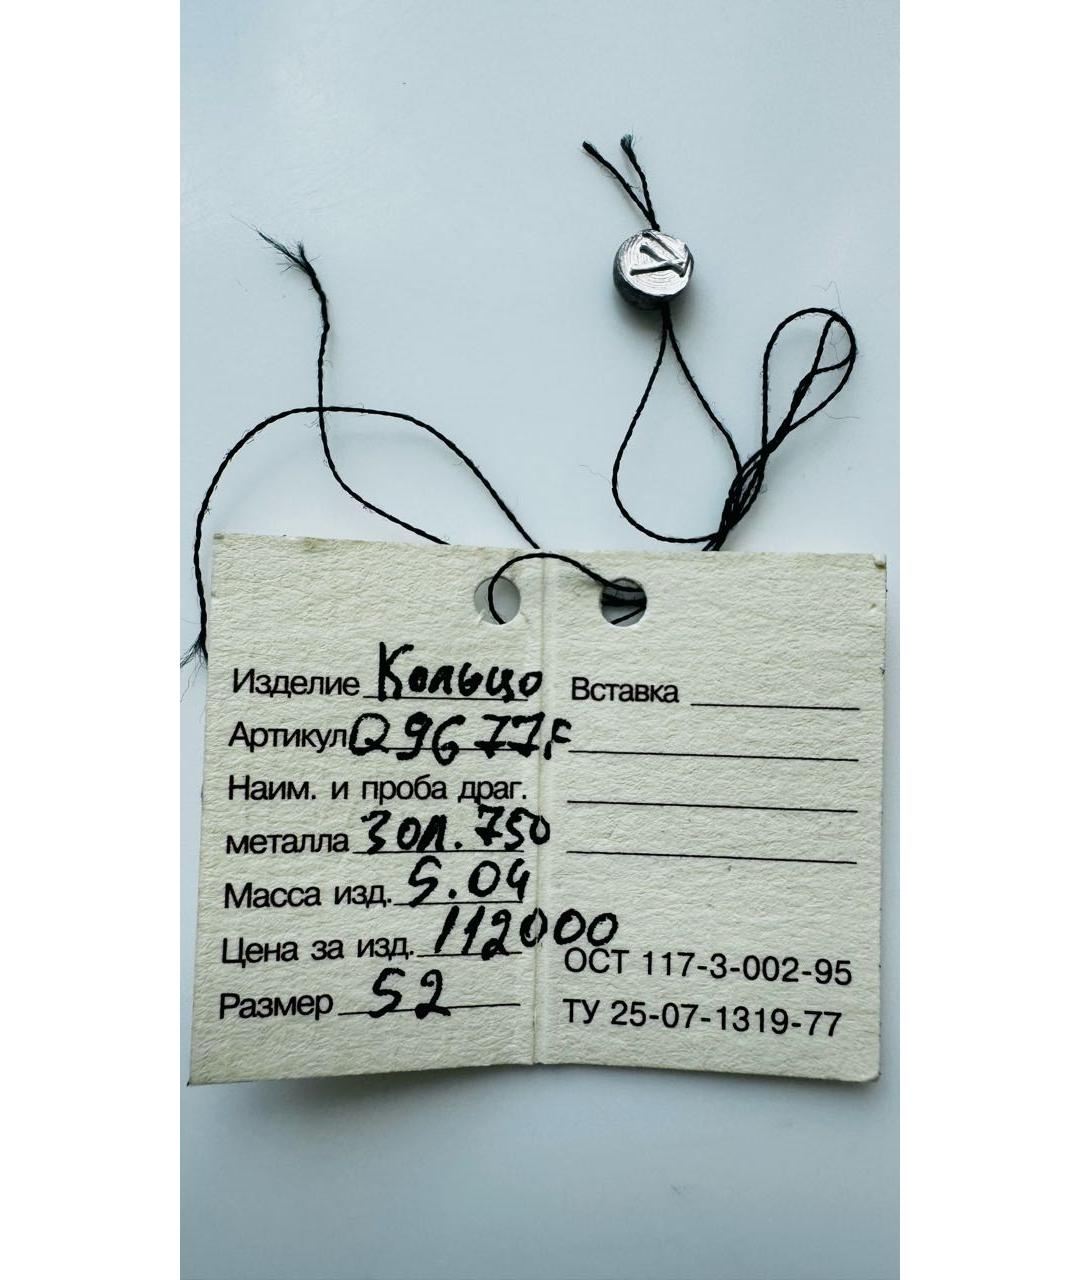 Изделие Кольцо
Артикул Q9677F
Наим. и проба драг.
металла Зол. 750
Масса изд. 5.04
Цена за изд. 112000
Размер 52
Вставка
ОСТ 117-3-002-95
ТУ 25-07-1319-77